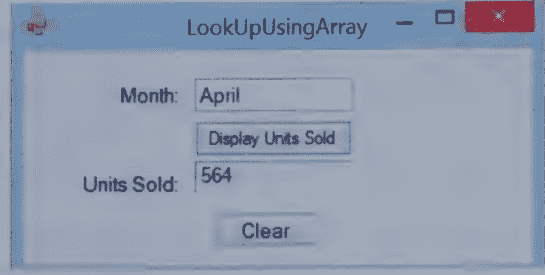 LookUpUsingArray
Month: April
Display Units Sold
Units Sold: 564
Clear